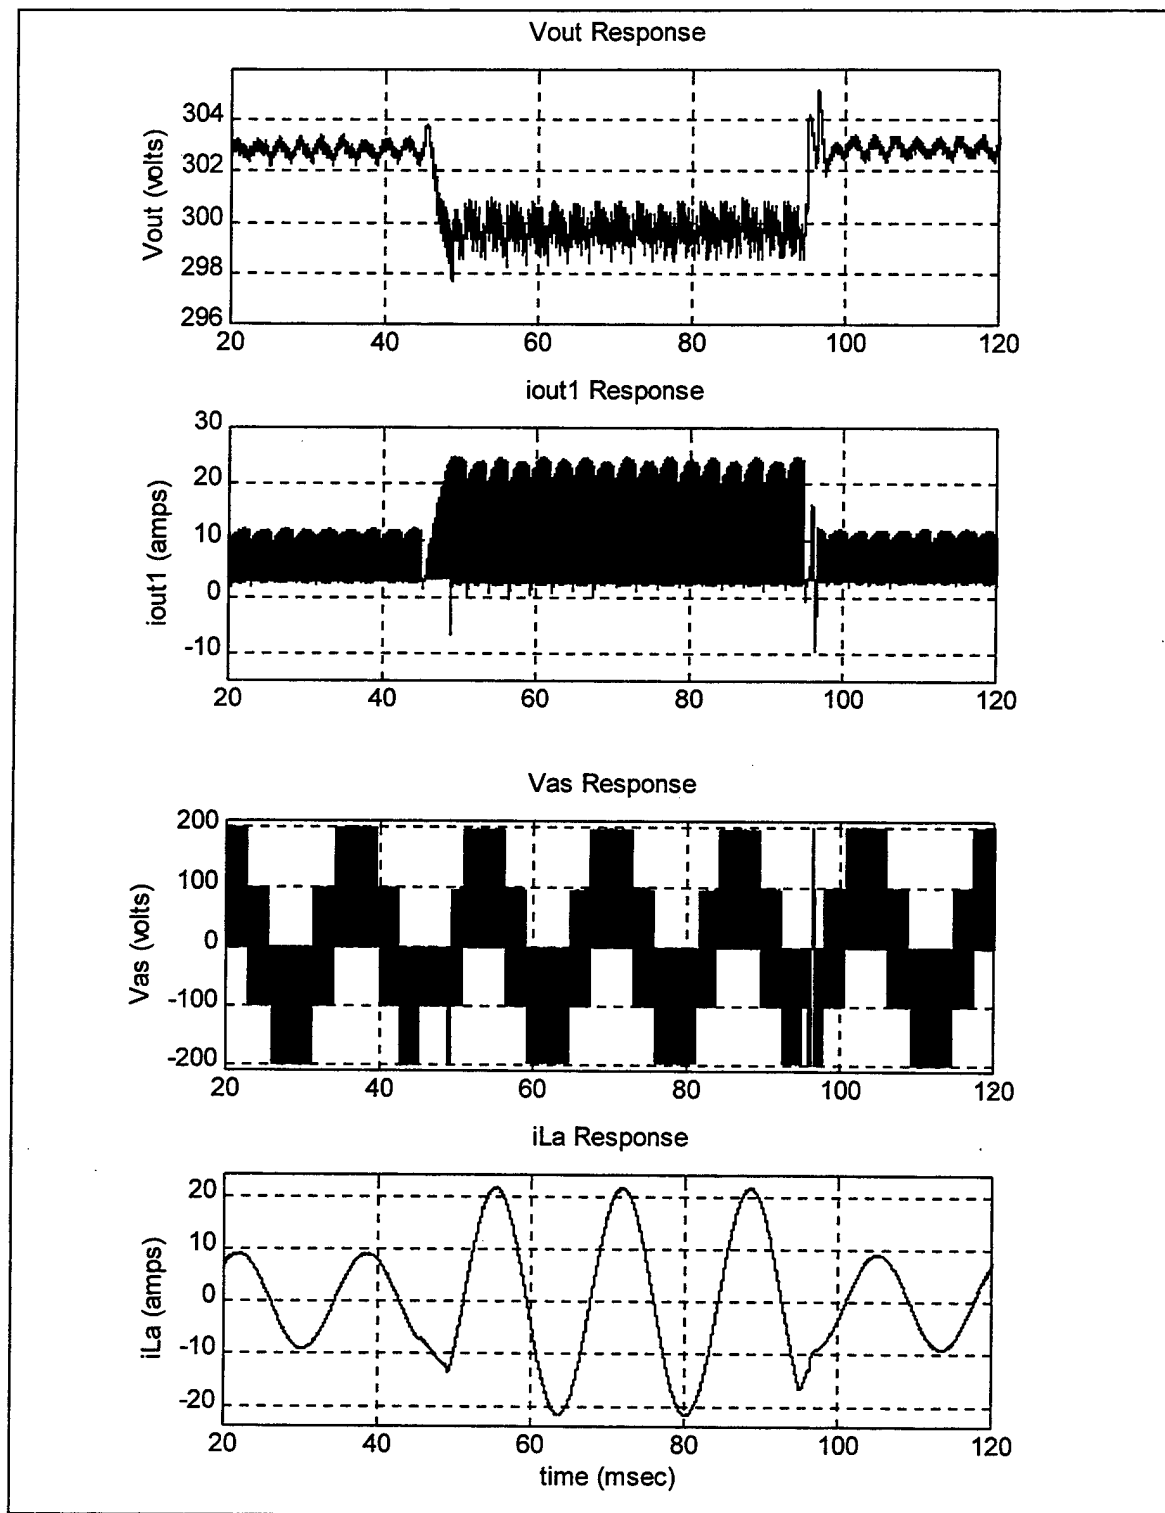 Vout Response
Vout (volts)
304
302
300
298
296
20 40 60 80 100 120
iout1 Response
iout1 (amps)
30
20
10
0
-10
20 40 60 80 100 120
Vas Response
Vas (volts)
200
100
0
-100
-200
20 40 60 80 100 120
iLa Response
iLa (amps)
20
10
0
-10
-20
20 40 60 80 100 120
time (msec)